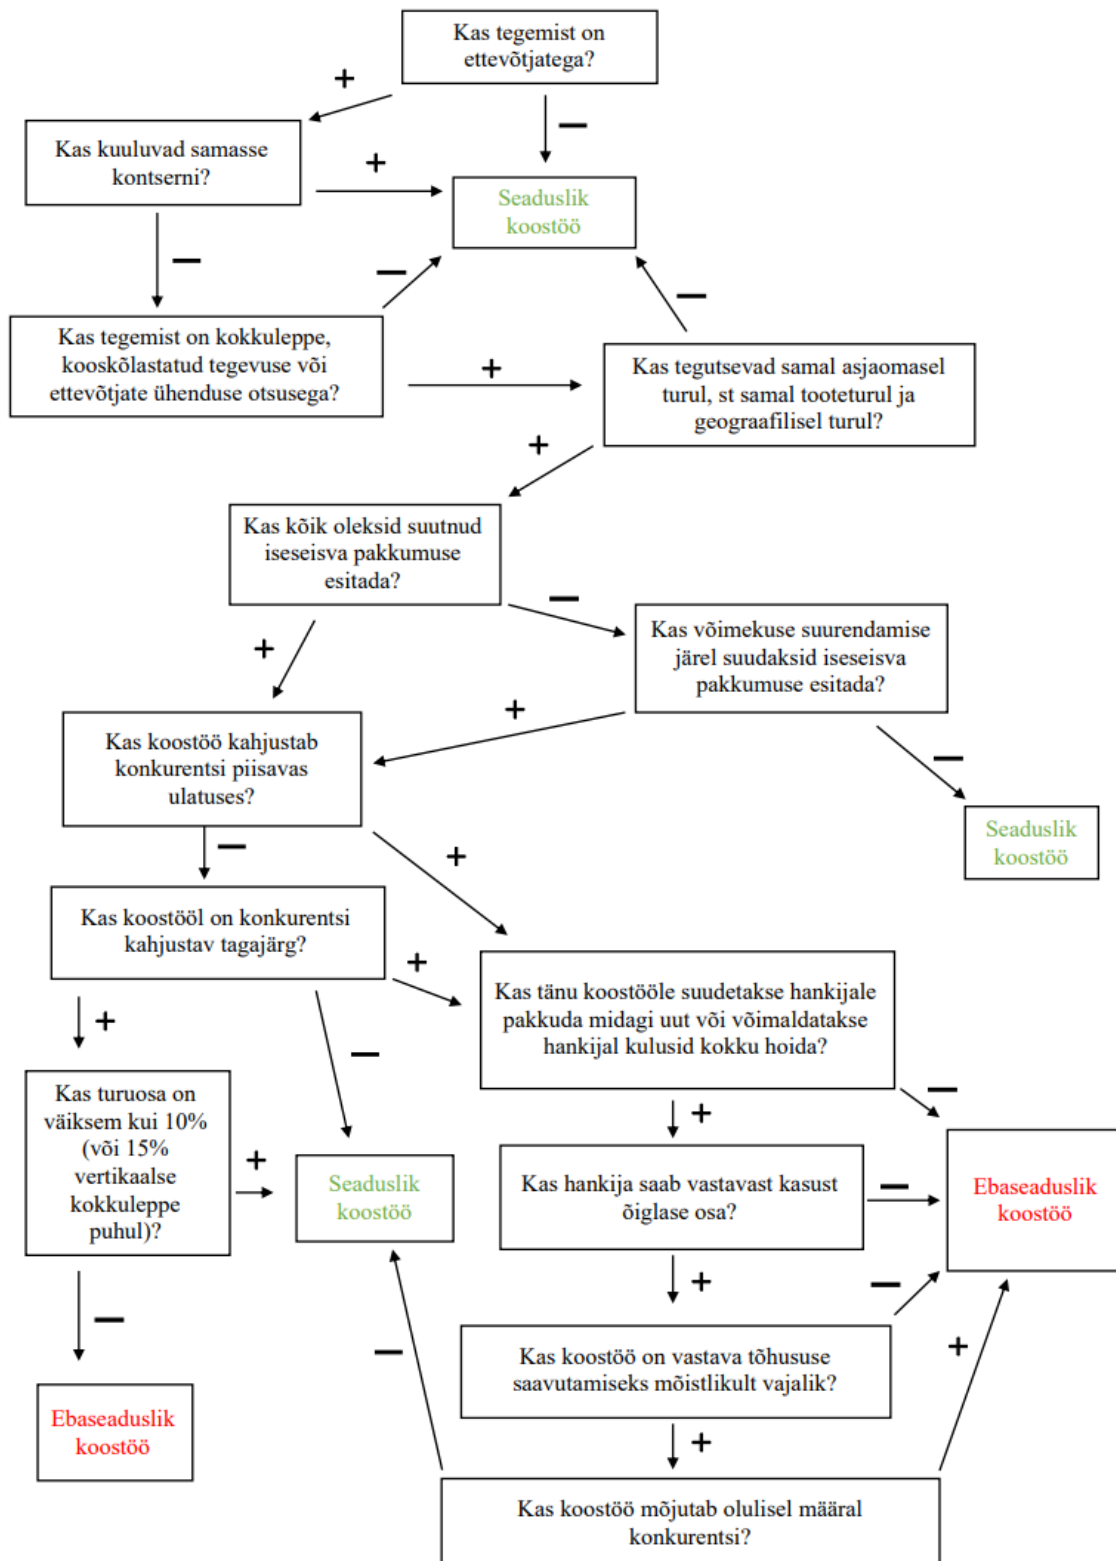 Kas tegemist on
ettevõtjatega?
+
−
Kas kuuluvad samasse
kontserni?
+
Seaduslik
koostöö
−
−
−
Kas tegemist on kokkuleppe,
kooskõlastatud tegevuse või
ettevõtjate ühenduse otsusega?
+
Kas tegutsevad samal asjaomasel
turul, st samal tooteturul ja
geograafilisel turul?
+
Kas kõik oleksid suutnud
iseseisva pakkumuse
esitada?
−
+
Kas võimekuse suurendamise
järel suudaksid iseseisva
pakkumuse esitada?
+
−
Kas koostöö kahjustab
konkurentsi piisavas
ulatuses?
Seaduslik
koostöö
−
+
Kas koostööl on konkurentsi
kahjustav tagajärg?
+
+
−
Kas tänu koostööle suudetakse hankijale
pakkuda midagi uut või võimaldatakse
hankijal kulusid kokku hoida?
−
+
Kas turuosa on
väiksem kui 10%
(või 15%
vertikaalse
kokkuleppe
puhul)?
+
Seaduslik
koostöö
Kas hankija saab vastavast kasust
õiglase osa?
−
Ebaseaduslik
koostöö
−
+
−
Kas koostöö on vastava tõhususe
saavutamiseks mõistlikult vajalik?
−
+
Ebaseaduslik
koostöö
+
Kas koostöö mõjutab olulisel määral
konkurentsi?